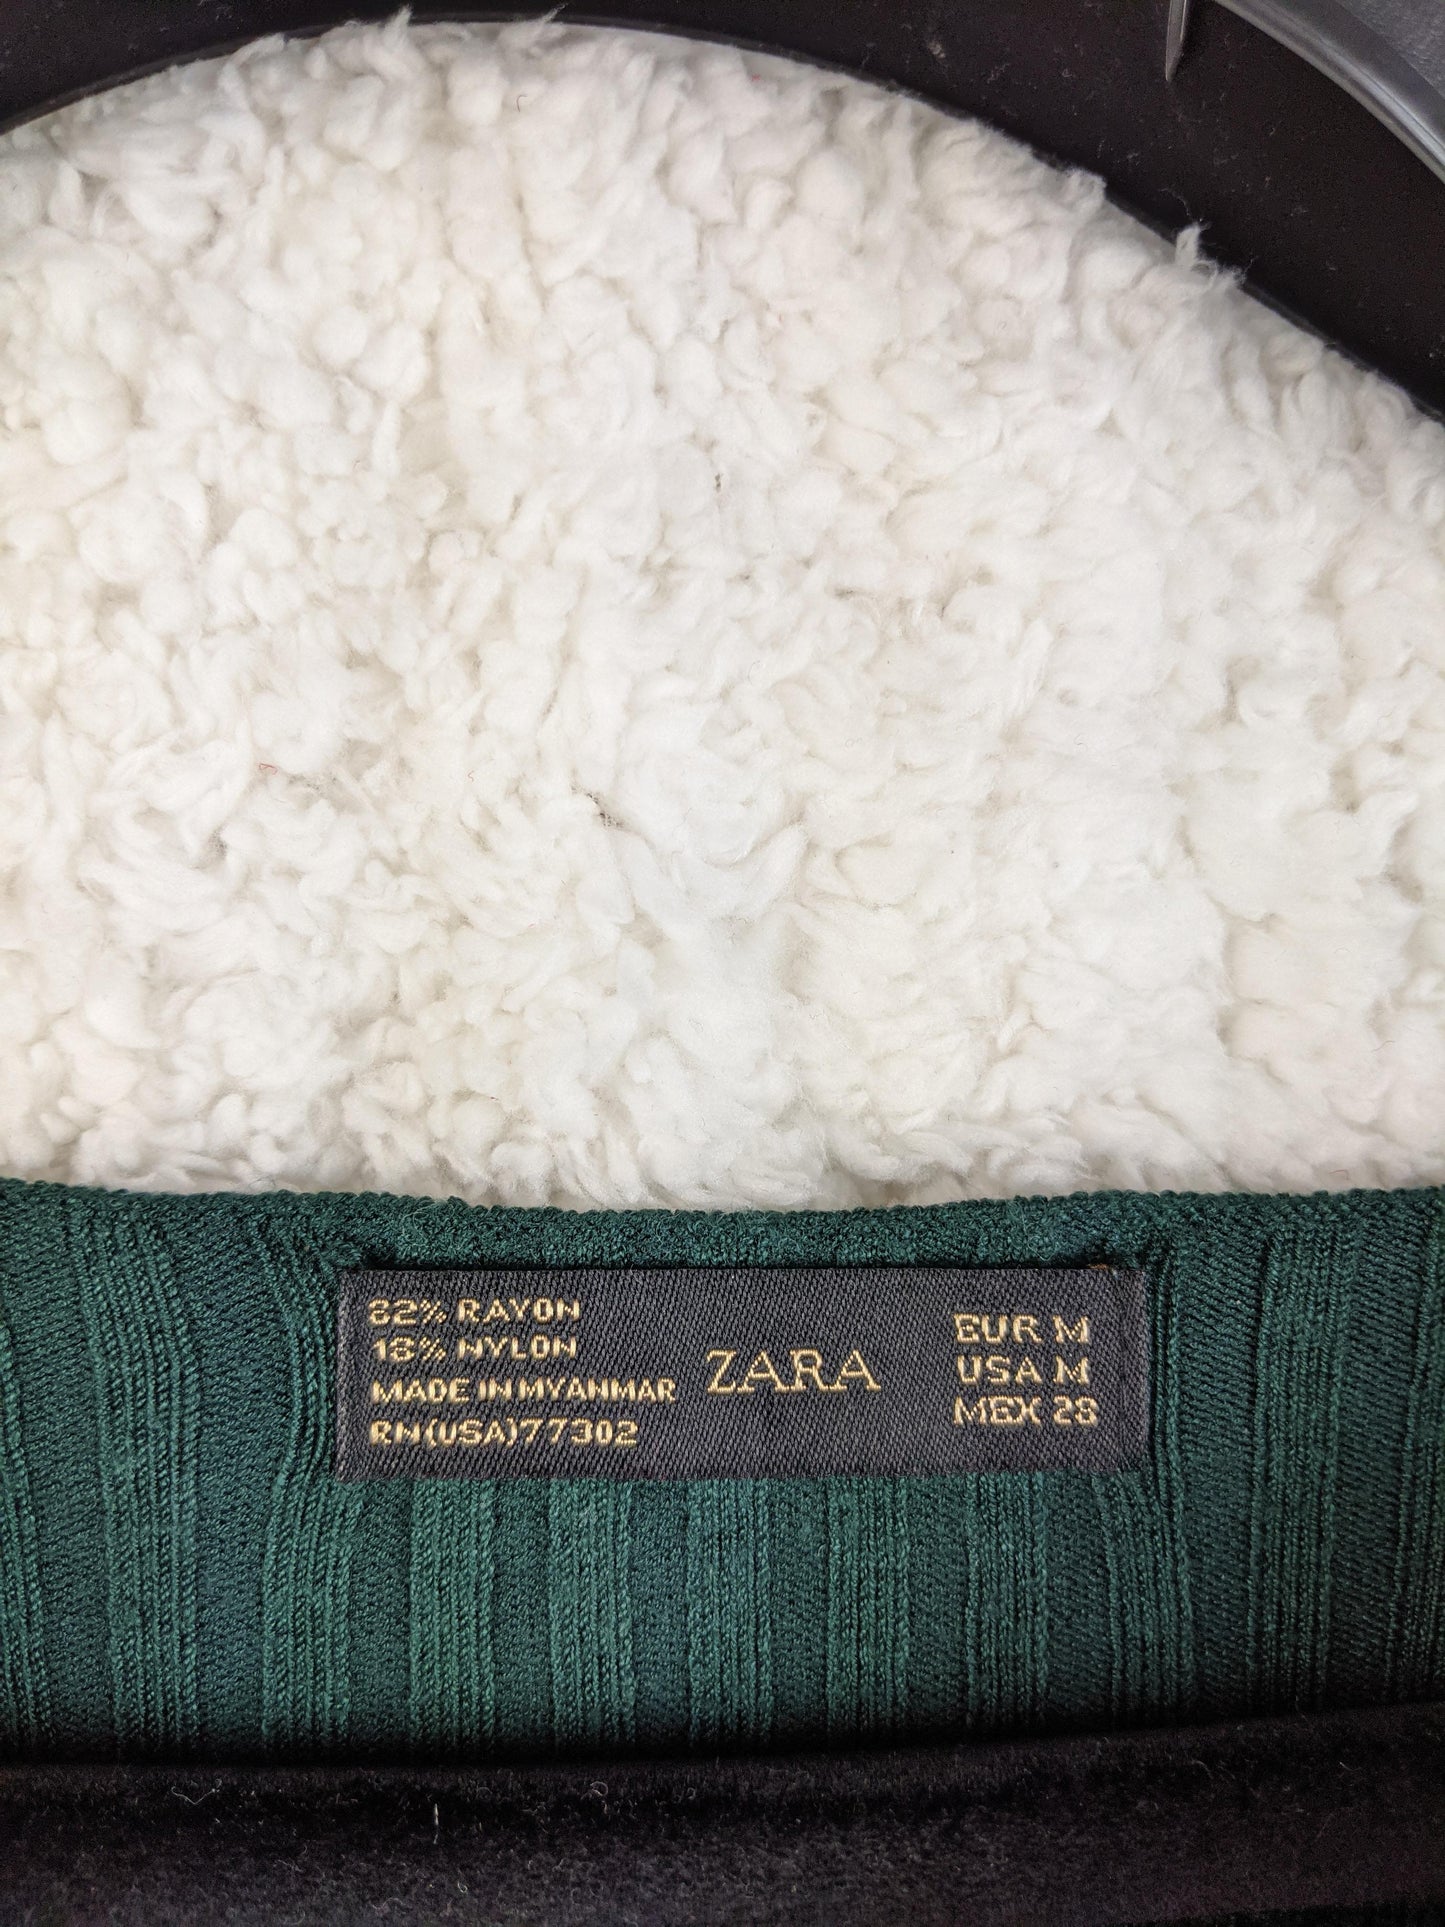 82% RAYON
18% NYLON
MADE IN MYANMAR
RN(USA)77302
ZARA
EUR M
USA M
MEX 28